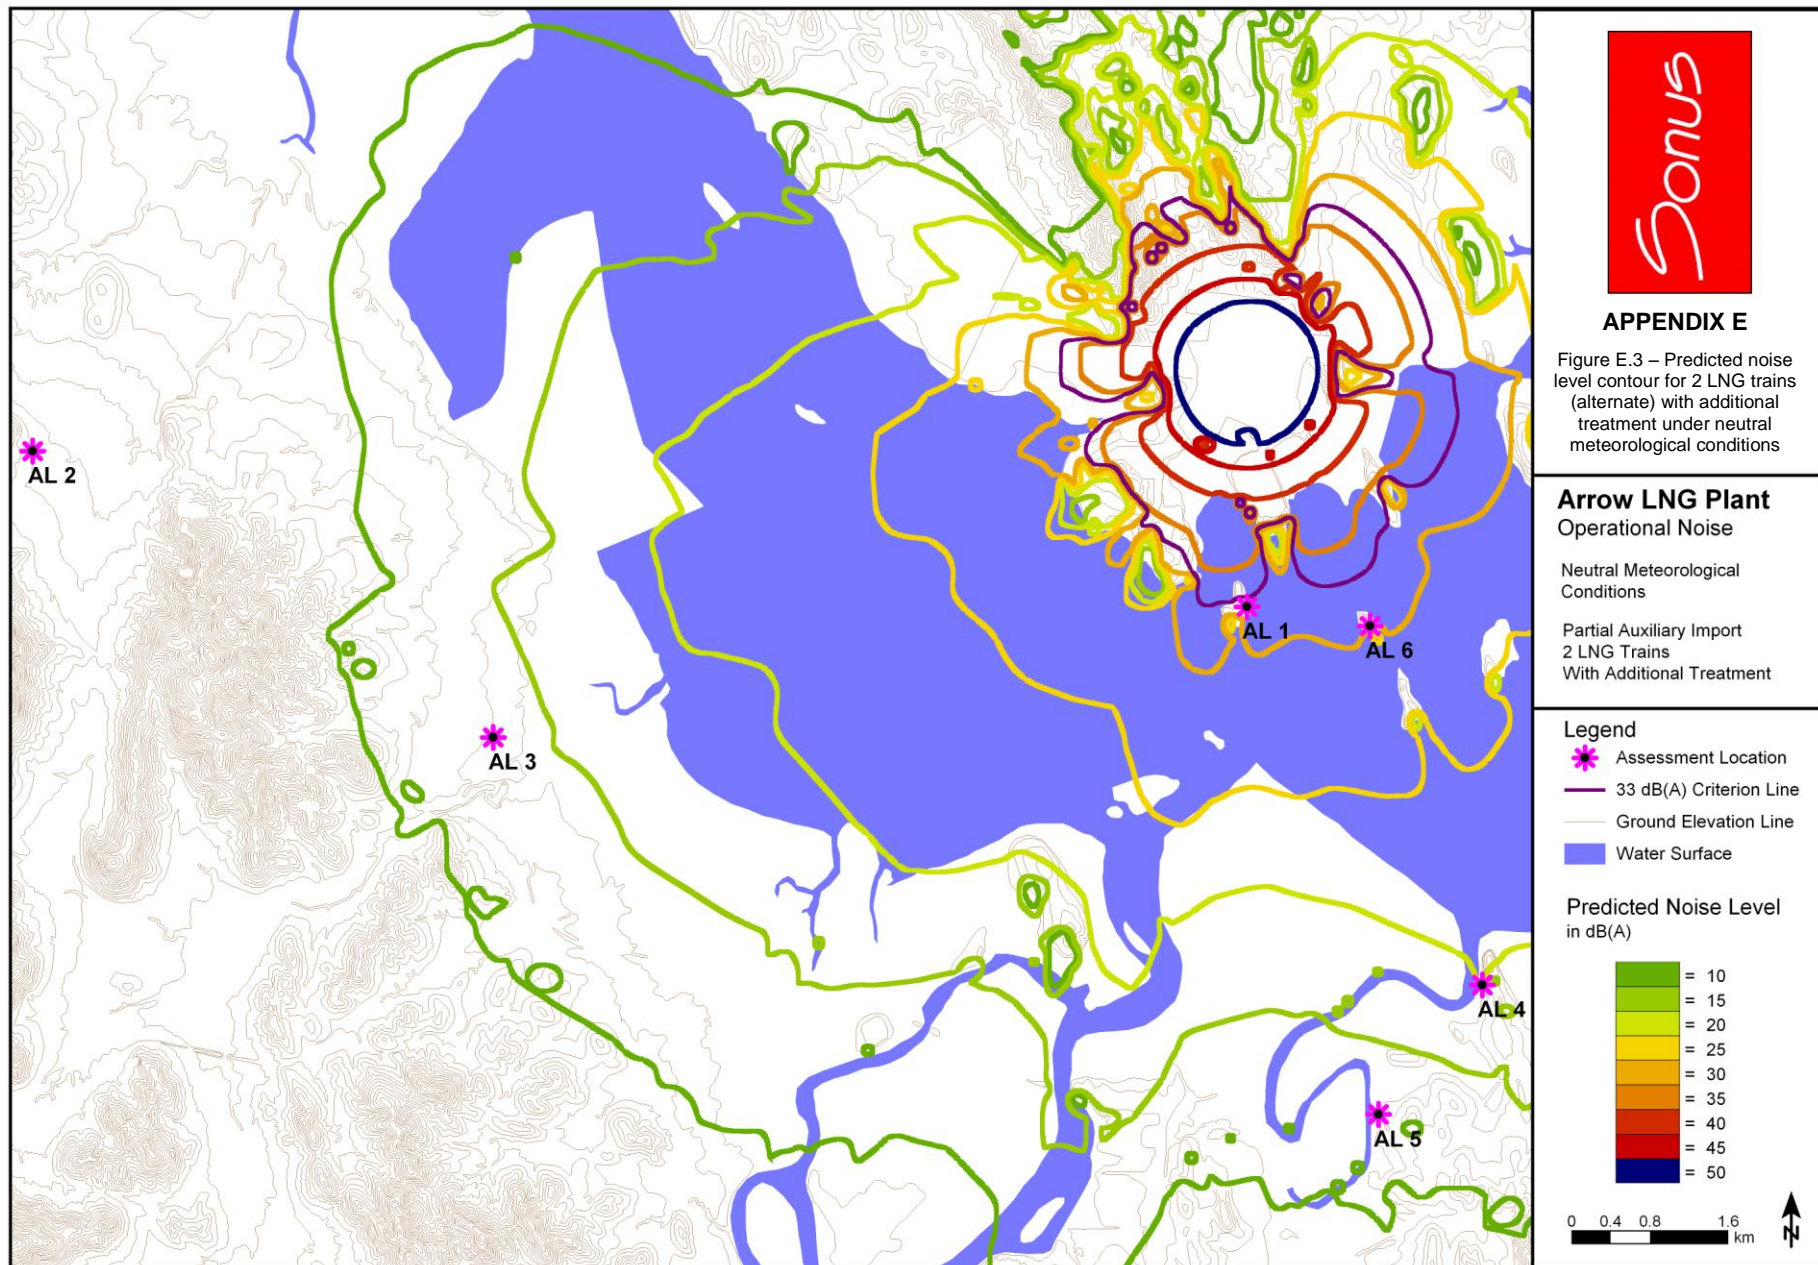 Sonus
APPENDIX E
Figure E.3 – Predicted noise
level contour for 2 LNG trains
(alternate) with additional
treatment under neutral
meteorological conditions
Arrow LNG Plant
Operational Noise
Neutral Meteorological
Conditions
Partial Auxiliary Import
2 LNG Trains
With Additional Treatment
Legend
Assessment Location
33 dB(A) Criterion Line
Ground Elevation Line
Water Surface
Predicted Noise Level
in dB(A)
= 10
= 15
= 20
= 25
= 30
= 35
= 40
= 45
= 50
0 0.4 0.8 1.6
km
N
AL 2
AL 1
AL 6
AL 3
AL 4
AL 5